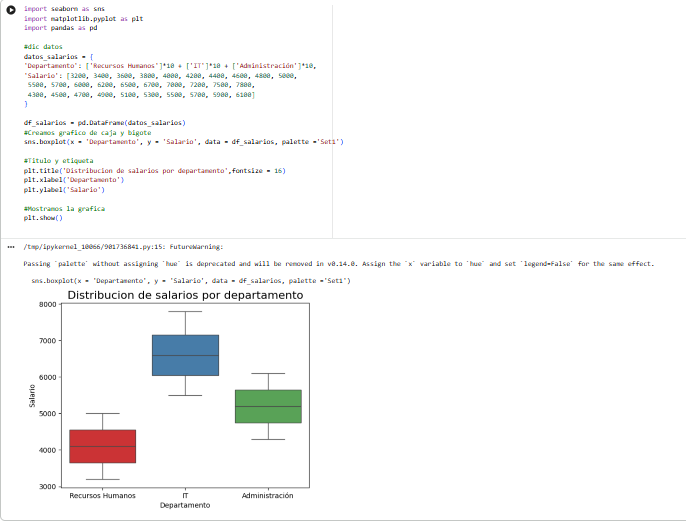 import seaborn as sns
import matplotlib.pyplot as plt
import pandas as pd
#dic datos
datos_salarios = {
'Departamento': ['Recursos Humanos']*10 + ['IT']*10 + ['Administración']*10,
'Salario': [3200, 3400, 3600, 3800, 4000, 4200, 4400, 4600, 4800, 5000,
5500, 5700, 6000, 6200, 6500, 6700, 7000, 7200, 7500, 7800,
4300, 4500, 4700, 4900, 5100, 5300, 5500, 5700, 5900, 6100]
}
df_salarios = pd.DataFrame(datos_salarios)
#Creamos grafico de caja y bigote
sns.boxplot(x = 'Departamento', y = 'Salario', data = df_salarios, palette ='Set1')
#Titulo y etiqueta
plt.title('Distribucion de salarios por departamento',fontsize = 16)
plt.xlabel('Departamento')
plt.ylabel('Salario')
#Mostramos la grafica
plt.show()
/tmp/ipykernel_10066/901736841.py:15: FutureWarning:
Passing `palette` without assigning `hue` is deprecated and will be removed in v0.14.0. Assign the `x` variable to `hue` and set `legend=False` for the same effect.
sns.boxplot(x = 'Departamento', y = 'Salario', data = df_salarios, palette ='Set1')
Distribucion de salarios por departamento
8000
7000
6000
5000
4000
3000
Salario
Recursos Humanos IT Administración
Departamento